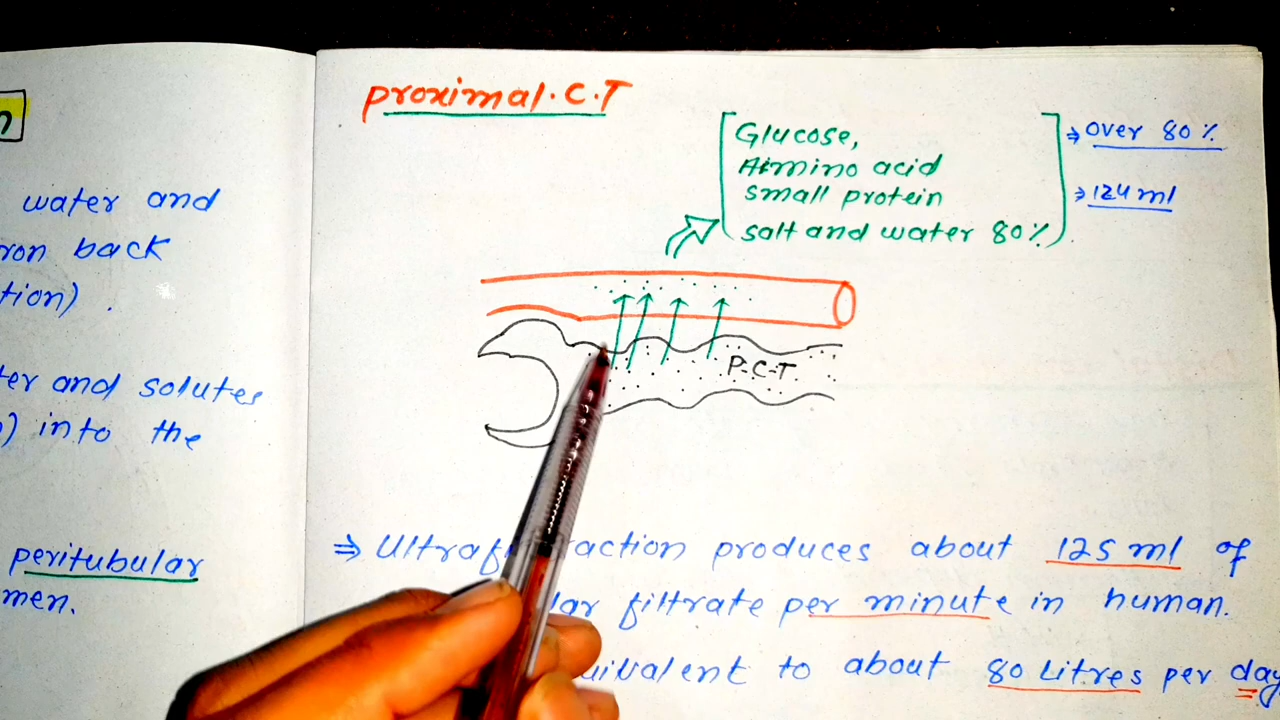 n
water and
ron back
tion) .
ter and solutes
) into the
peritubular
men.
proximal.C.T
Glucose,
Aimino acid
small protein
salt and water 80%
⇒ over 80%
⇒ 124 ml
P-C-T
⇒ Ultraf action produces about 125 ml of
lar filtrate per minute in human.
uivalent to about 80 Litres per day